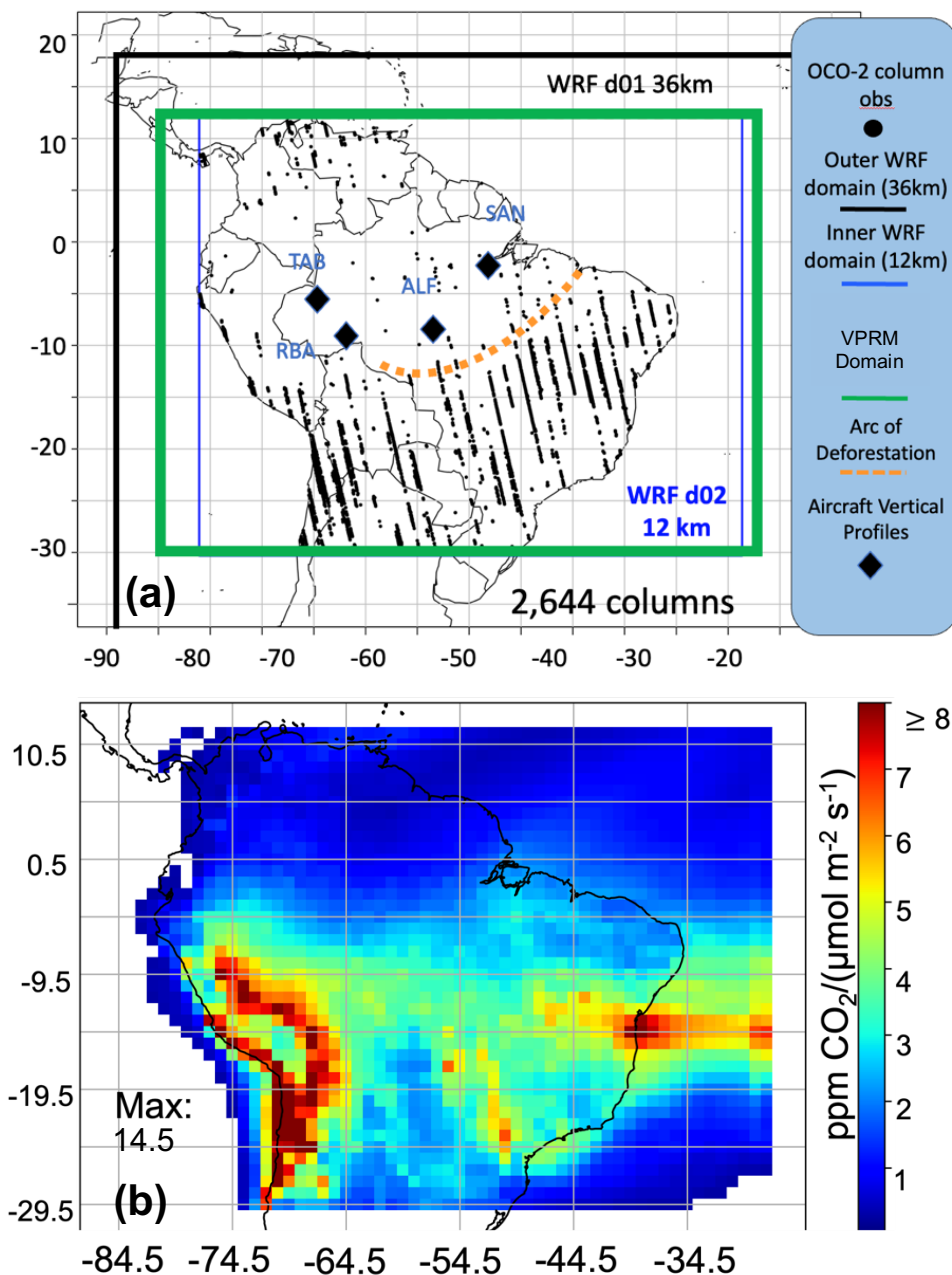 20
10
0
-10
-20
-30
-90
-80
-70
-60
-50
-40
-30
-20
WRF d01 36km
SAN
TAB
ALF
RBA
WRF d02
12 km
(a)
2,644 columns
OCO-2 column
obs
Outer WRF
domain (36km)
Inner WRF
domain (12km)
VPRM
Domain
Arc of
Deforestation
Aircraft Vertical
Profiles
10.5
0.5
-9.5
-19.5
-29.5
-84.5
-74.5
-64.5
-54.5
-44.5
-34.5
Max:
14.5
(b)
≥ 8
7
6
5
4
3
2
1
ppm CO₂/(μmol m⁻² s⁻¹)